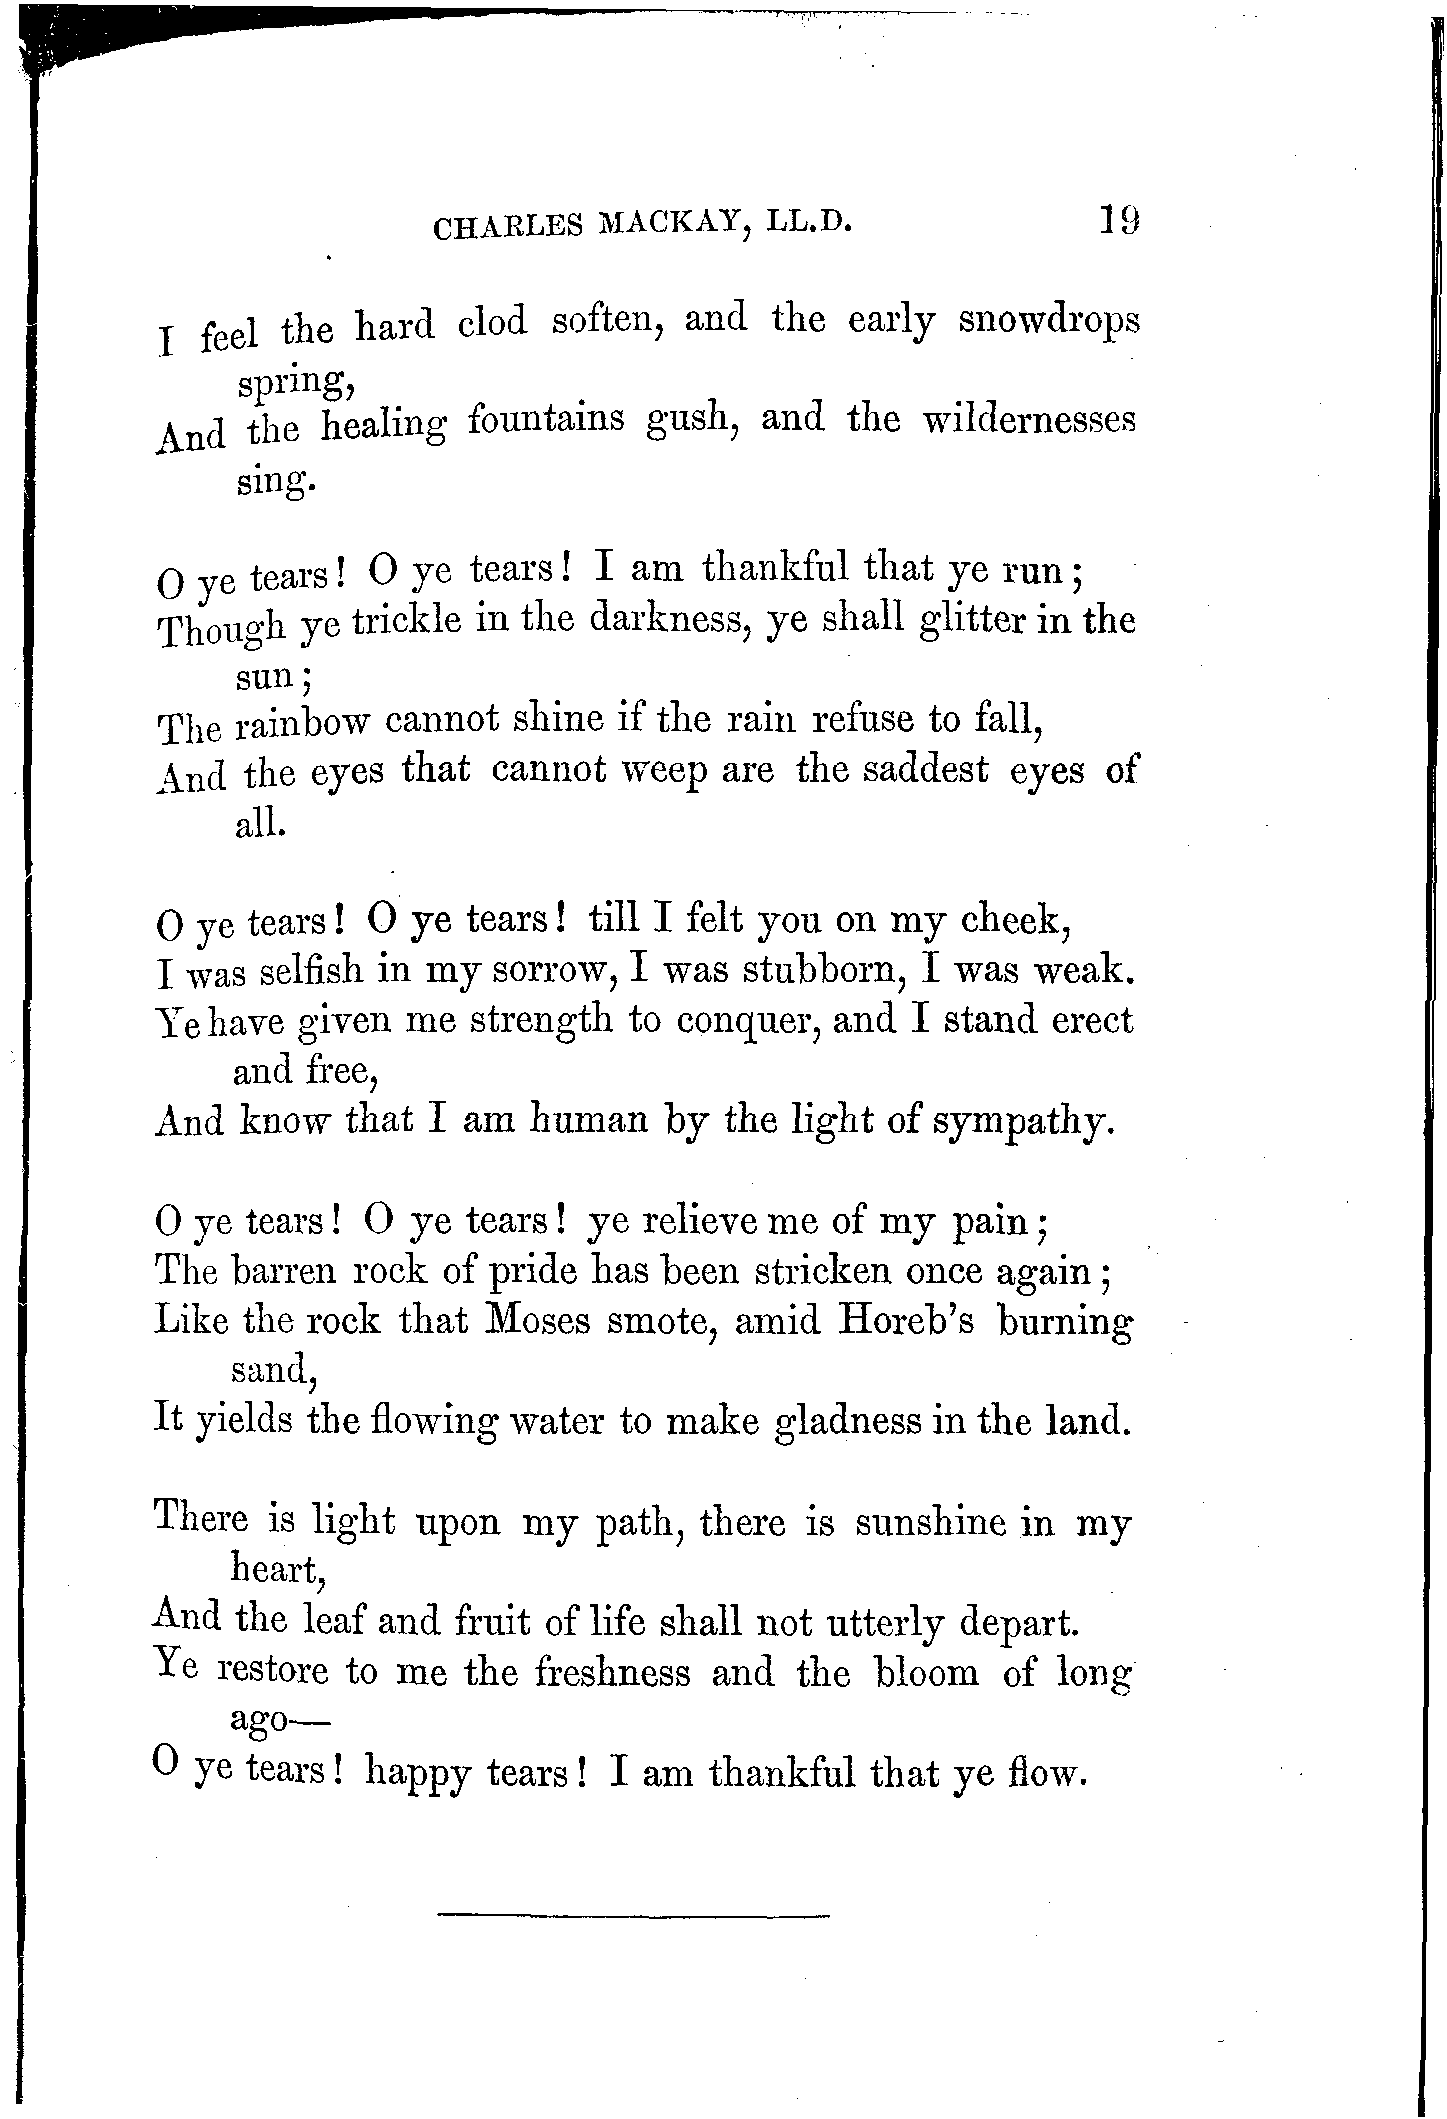 CHARLES MACKAY, LL.D. 19
I feel the hard clod soften, and the early snowdrops
spring,
And the healing fountains gush, and the wildernesses
sing.
O ye tears! O ye tears! I am thankful that ye run;
Though ye trickle in the darkness, ye shall glitter in the
sun;
The rainbow cannot shine if the rain refuse to fall,
And the eyes that cannot weep are the saddest eyes of
all.
O ye tears! O ye tears! till I felt you on my cheek,
I was selfish in my sorrow, I was stubborn, I was weak.
Ye have given me strength to conquer, and I stand erect
and free,
And know that I am human by the light of sympathy.
O ye tears! O ye tears! ye relieve me of my pain;
The barren rock of pride has been stricken once again;
Like the rock that Moses smote, amid Horeb's burning
sand,
It yields the flowing water to make gladness in the land.
There is light upon my path, there is sunshine in my
heart,
And the leaf and fruit of life shall not utterly depart.
Ye restore to me the freshness and the bloom of long
ago—
O ye tears! happy tears! I am thankful that ye flow.